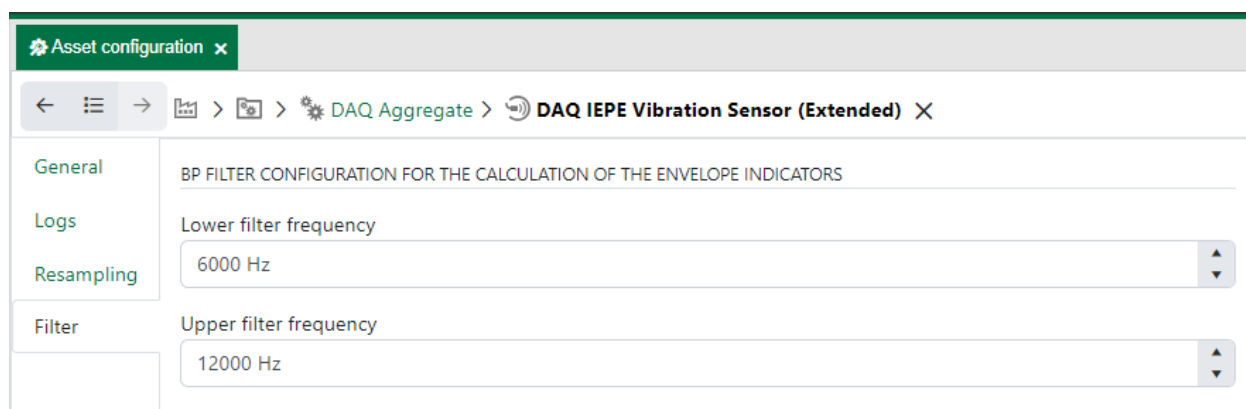 Asset configuration
DAQ Aggregate > DAQ IEPE Vibration Sensor (Extended)
General
BP FILTER CONFIGURATION FOR THE CALCULATION OF THE ENVELOPE INDICATORS
Logs
Lower filter frequency
6000 Hz
Resampling
Filter
Upper filter frequency
12000 Hz